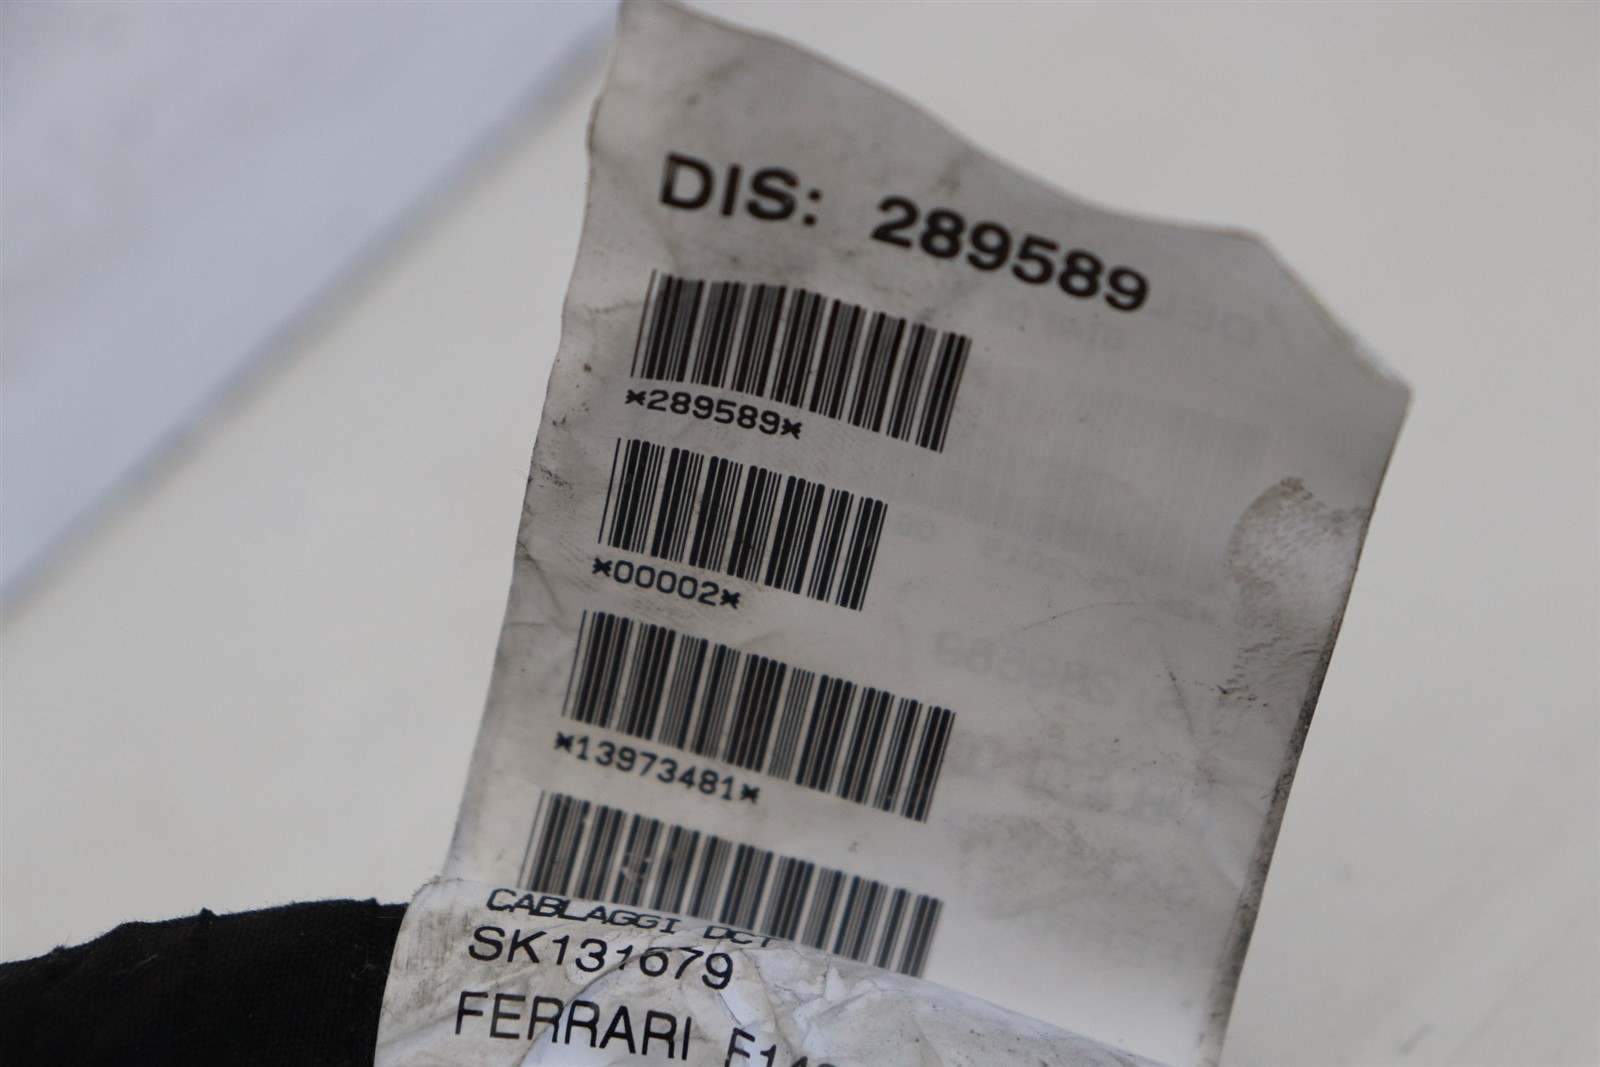 DIS: 289589
*289589*
*00002*
*13973481*
CABLAGGI DCT
SK131679
FERRARI